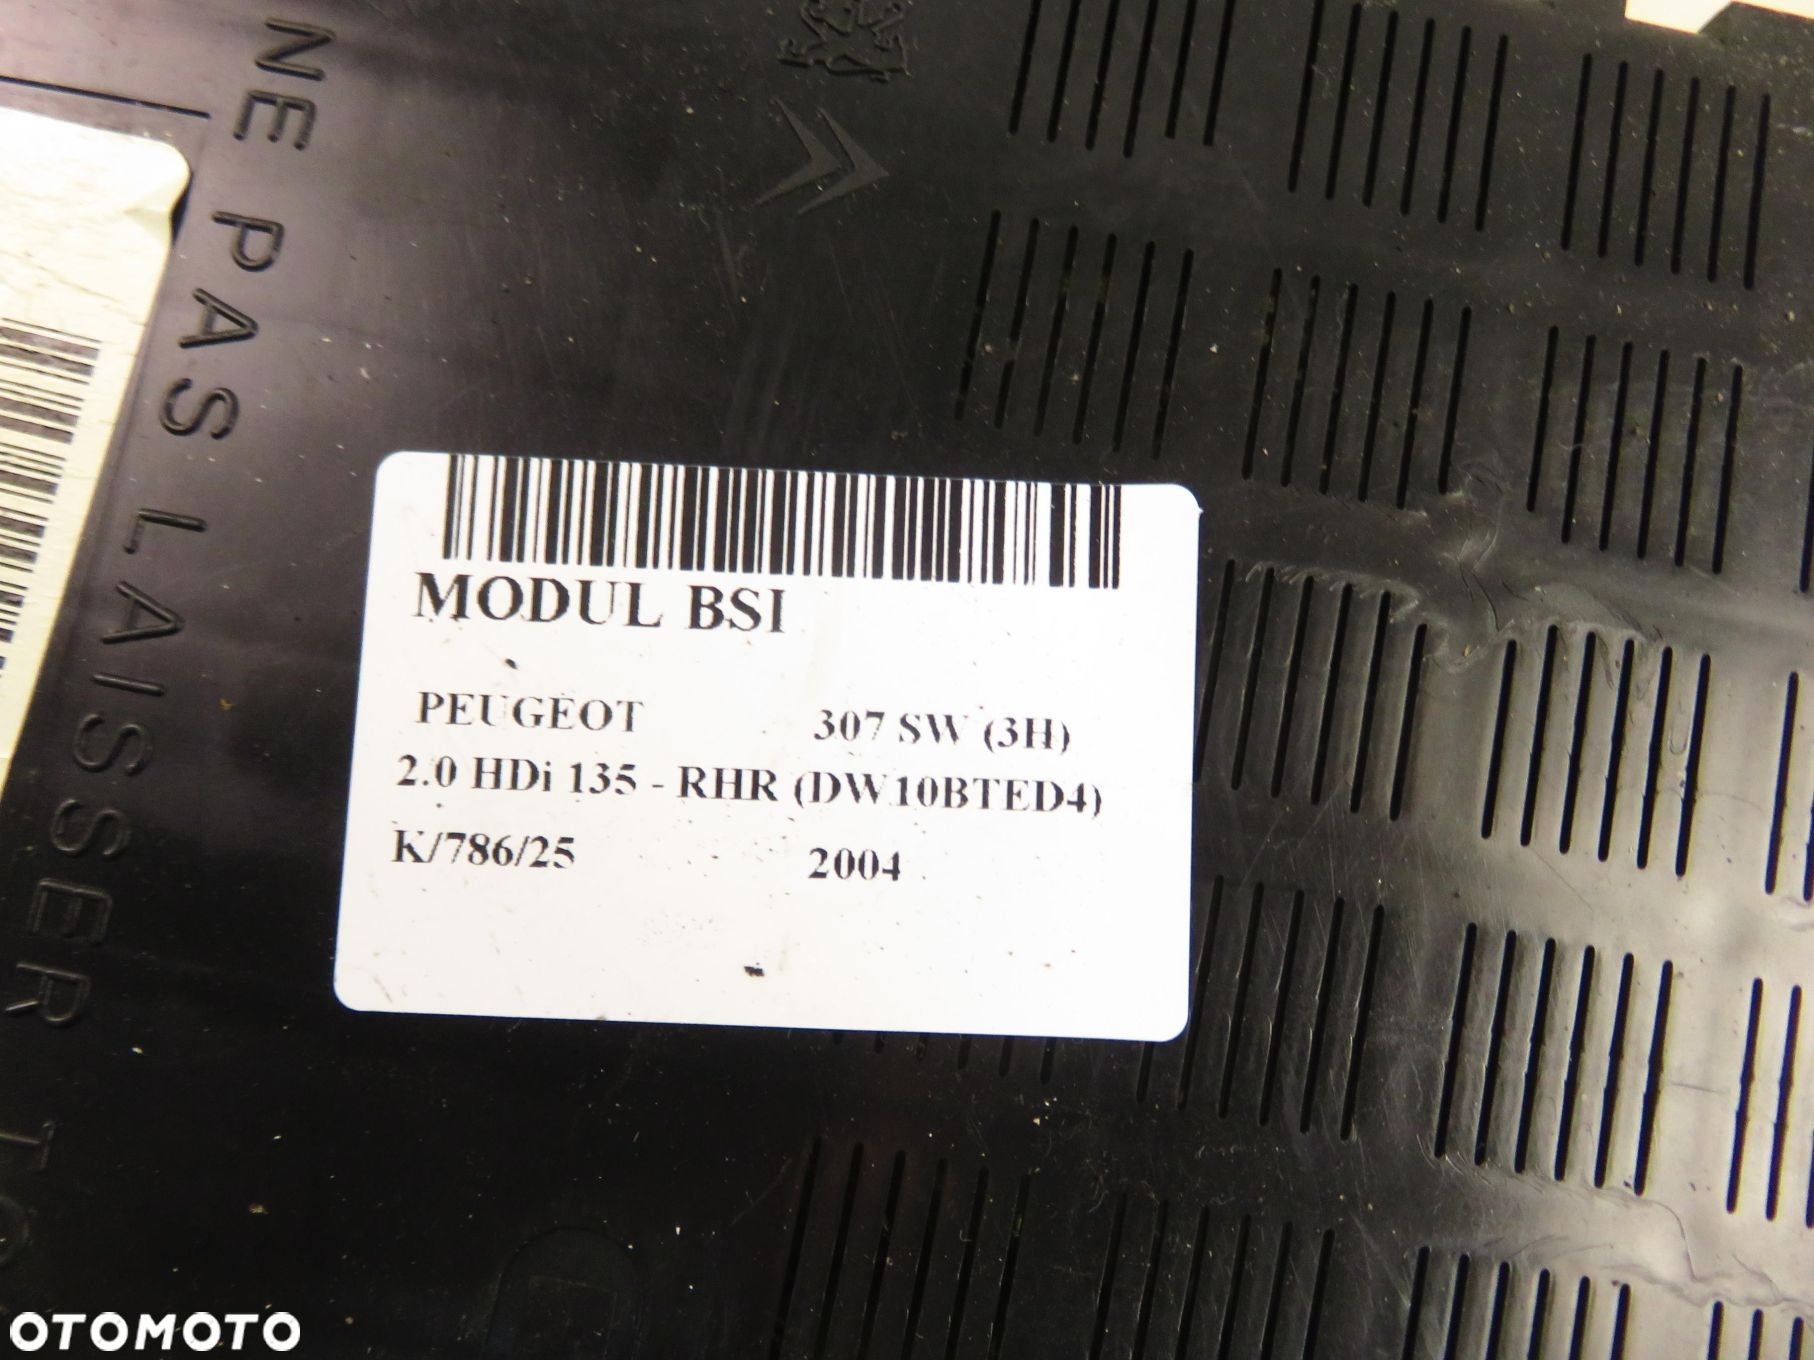 NE PAS LAISSER TO
MODUL BSI
PEUGEOT 307 SW (3H)
2.0 HDi 135 - RHR (DW10BTED4)
K/786/25 2004
OTOMOTO